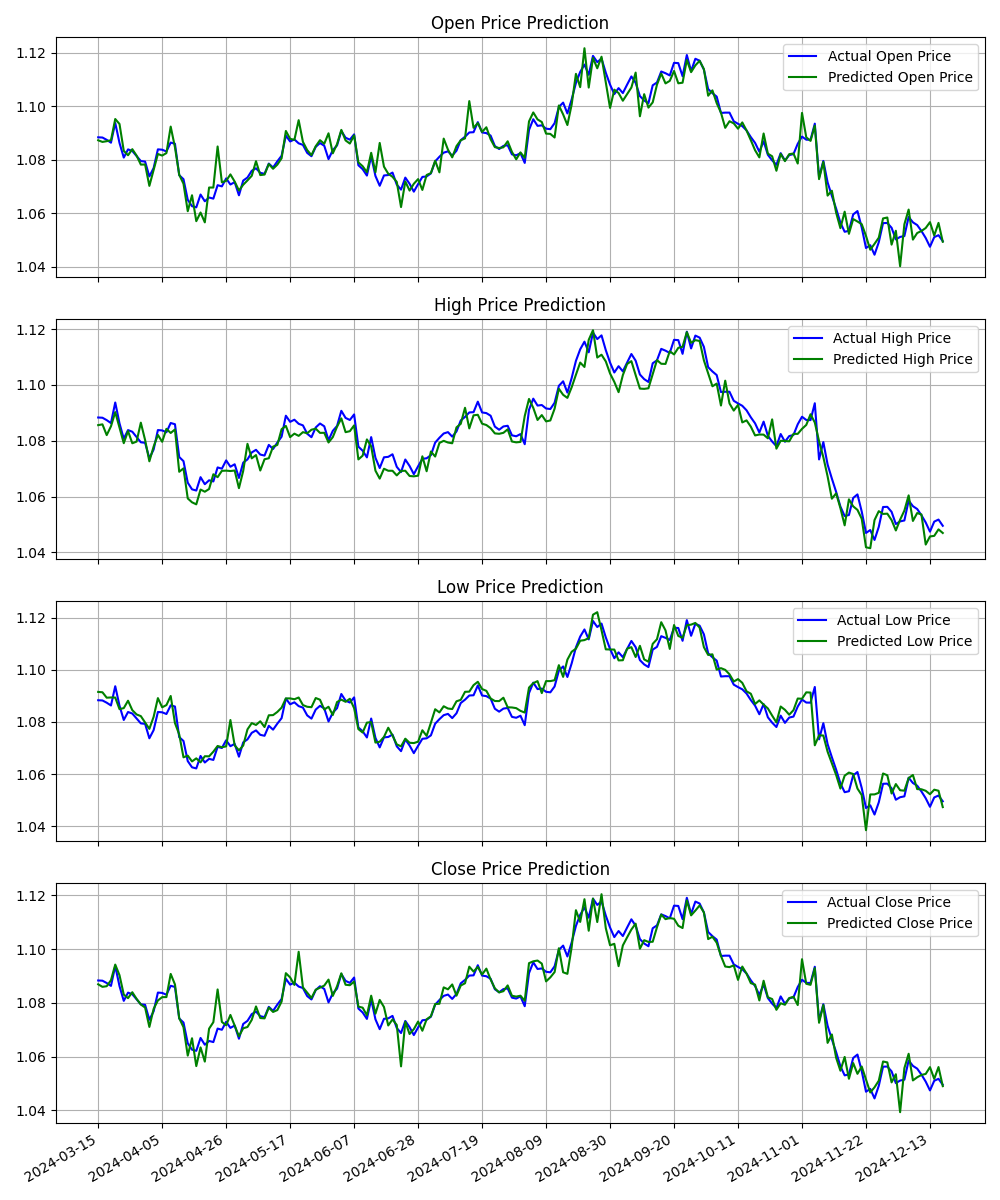 Open Price Prediction
1.12
1.10
1.08
1.06
1.04
Actual Open Price
Predicted Open Price
High Price Prediction
1.12
1.10
1.08
1.06
1.04
Actual High Price
Predicted High Price
Low Price Prediction
1.12
1.10
1.08
1.06
1.04
Actual Low Price
Predicted Low Price
Close Price Prediction
1.12
1.10
1.08
1.06
1.04
Actual Close Price
Predicted Close Price
2024-03-15
2024-04-05
2024-04-26
2024-05-17
2024-06-07
2024-06-28
2024-07-19
2024-08-09
2024-08-30
2024-09-20
2024-10-11
2024-11-01
2024-11-22
2024-12-13